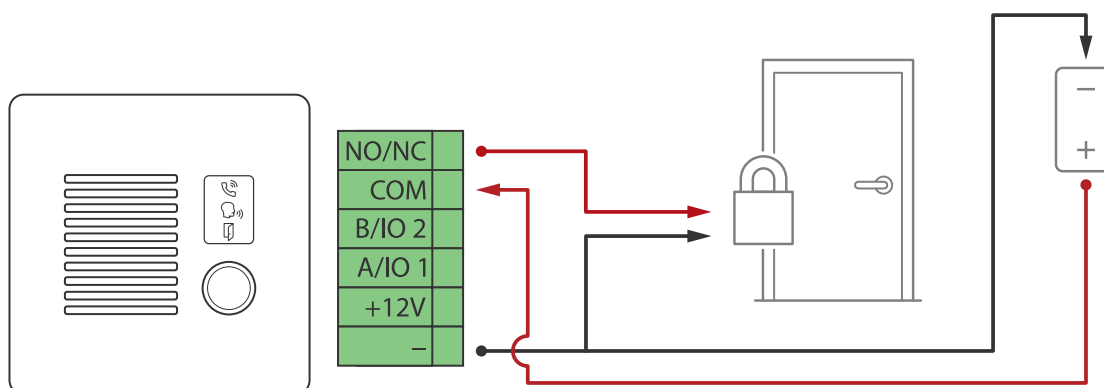 NO/NC
COM
B/IO 2
A/IO 1
+12V
–
–
+